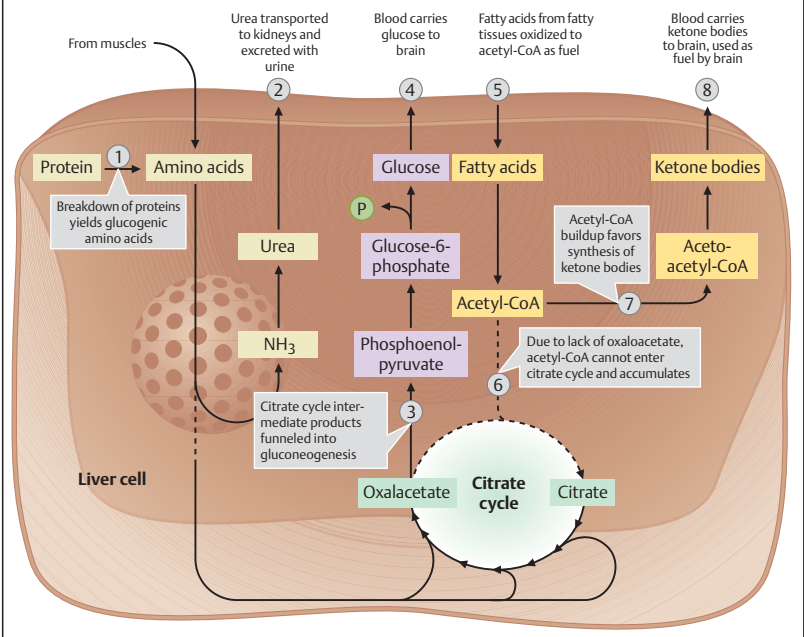 From muscles
Urea transported
to kidneys and
excreted with
urine
2
Blood carries
glucose to
brain
4
Fatty acids from fatty
tissues oxidized to
acetyl-CoA as fuel
5
Blood carries
ketone bodies
to brain, used as
fuel by brain
8
Protein
1
Amino acids
Breakdown of proteins
yields glucogenic
amino acids
Glucose
Fatty acids
Ketone bodies
P
Urea
Glucose-6-
phosphate
Acetyl-CoA
buildup favors
synthesis of
ketone bodies
Aceto-
acetyl-CoA
Acetyl-CoA
7
NH3
Phosphoenol-
pyruvate
Due to lack of oxaloacetate,
acetyl-CoA cannot enter
citrate cycle and accumulates
6
3
Citrate cycle inter-
mediate products
funneled into
gluconeogenesis
Liver cell
Oxalacetate
Citrate
cycle
Citrate